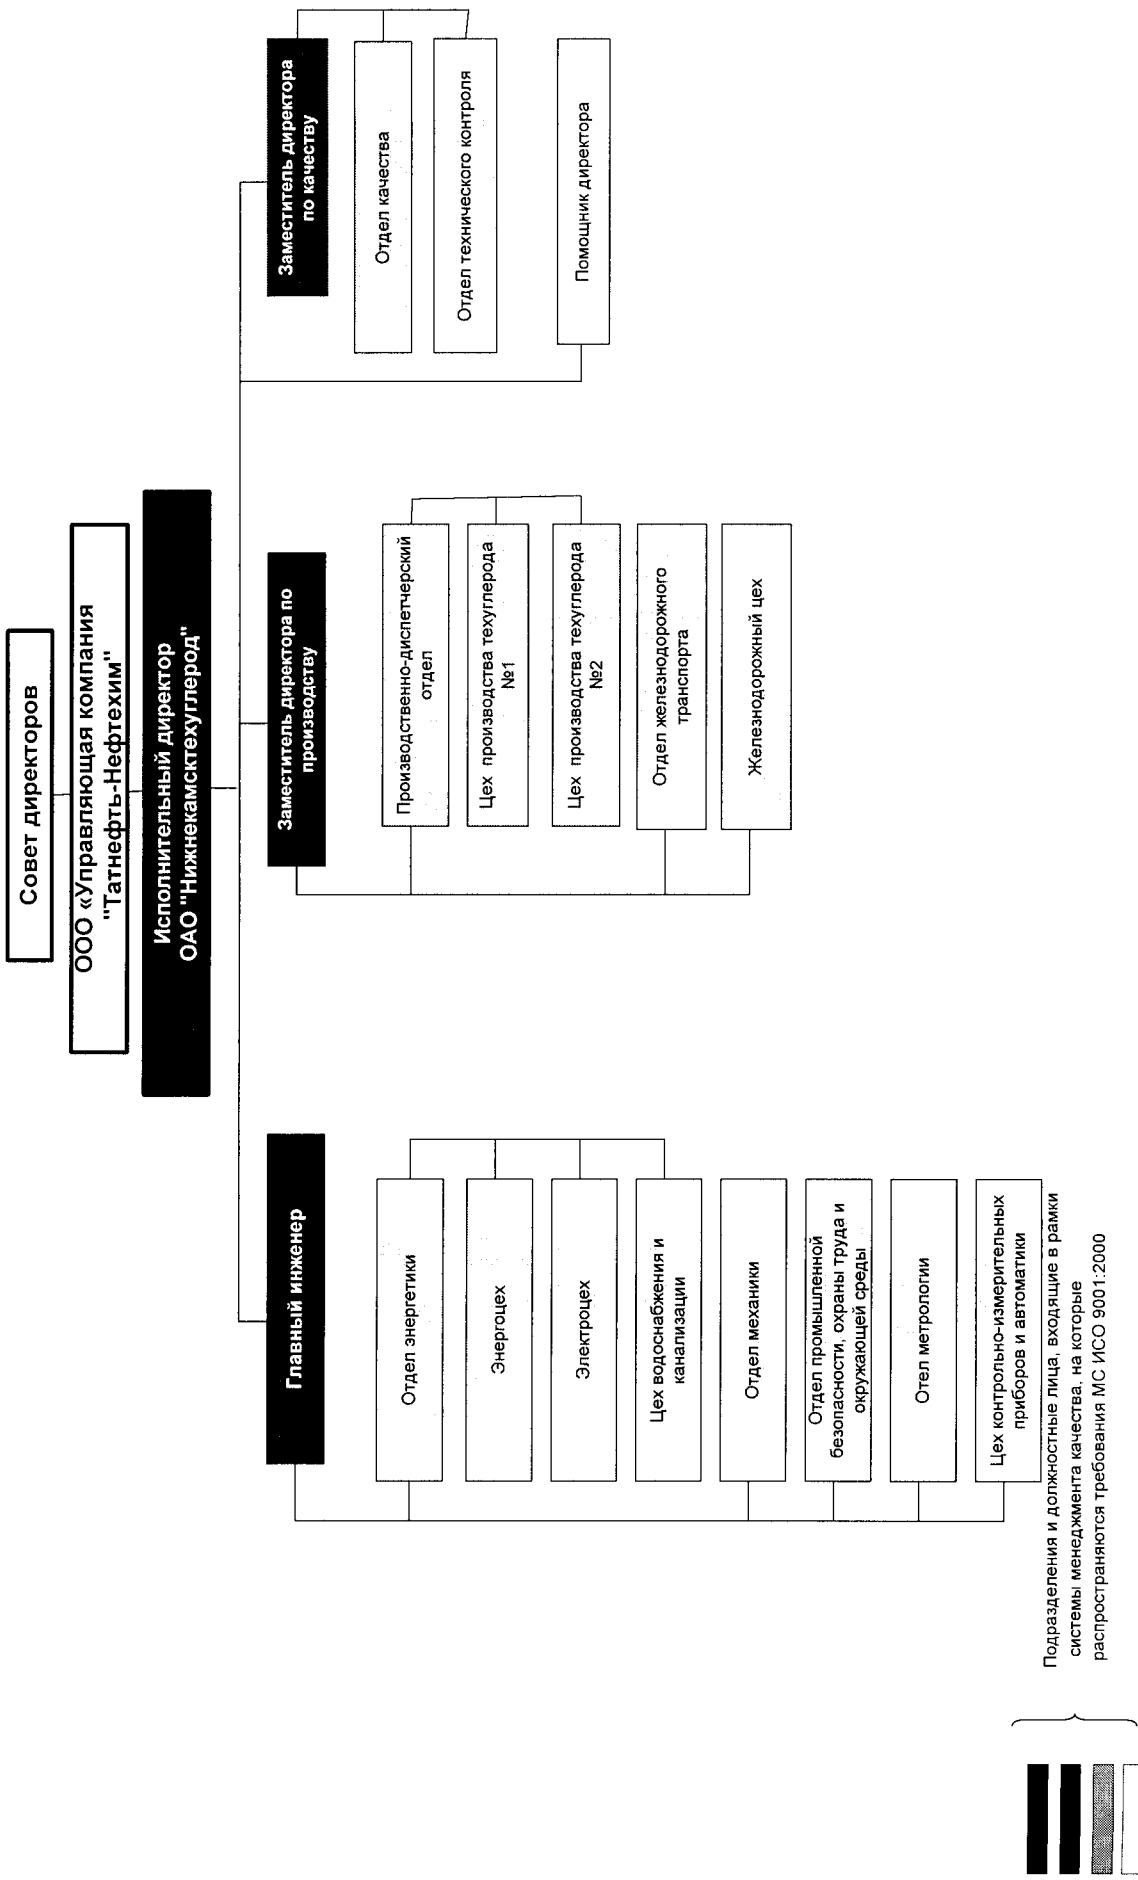 Совет директоров
ООО «Управляющая компания
"Татнефть-Нефтехим"
Исполнительный директор
ОАО "Нижнекамсктехуглерод"
Главный инженер
Отдел энергетики
Энергоцех
Электроцех
Цех водоснабжения и
канализации
Отдел механики
Отдел промышленной
безопасности, охраны труда и
окружающей среды
Отел метрологии
Цех контрольно-измерительных
приборов и автоматики
Заместитель директора по
производству
Производственно-диспетчерский
отдел
Цех производства техуглерода
№1
Цех производства техуглерода
№2
Отдел железнодорожного
транспорта
Железнодорожный цех
Заместитель директора
по качеству
Отдел качества
Отдел технического контроля
Помощник директора
Подразделения и должностные лица, входящие в рамки
системы менеджмента качества, на которые
распространяются требования МС ИСО 9001:2000